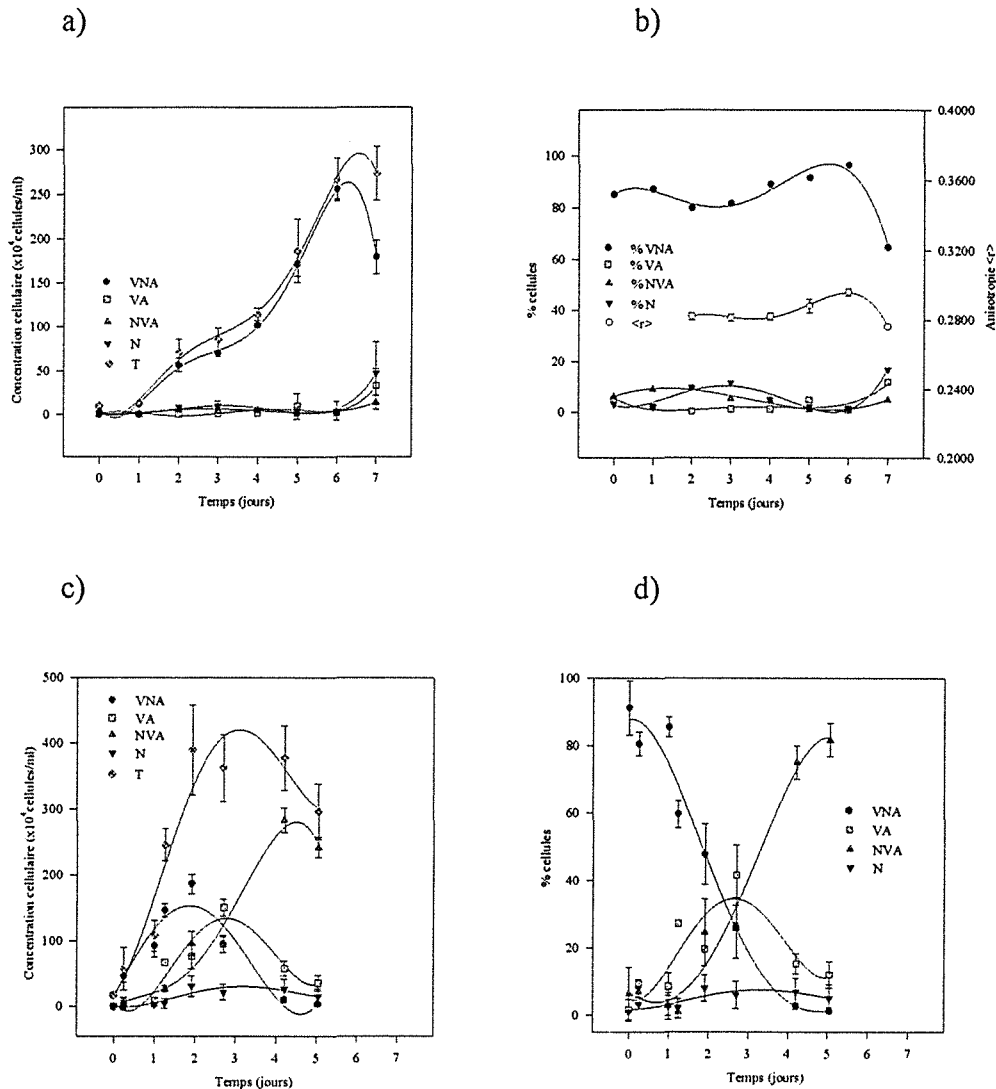 a)
b)
Concentration cellulaire (x10⁴cellules/ml)
300
250
200
150
100
50
0
VNA
VA
NVA
N
T
0 1 2 3 4 5 6 7
Temps (jours)
% cellules
100
80
60
40
20
0
% VNA
% VA
% NVA
% N
<r>
0.4000
0.3600
0.3200
0.2800
0.2400
0.2000
Anisotropie <r>
0 1 2 3 4 5 6 7
Temps (jours)
c)
d)
Concentration cellulaire (x10⁴cellules/ml)
500
400
300
200
100
0
VNA
VA
NVA
N
T
0 1 2 3 4 5 6 7
Temps (jours)
% cellules
100
80
60
40
20
0
VNA
VA
NVA
N
0 1 2 3 4 5 6 7
Temps (jours)